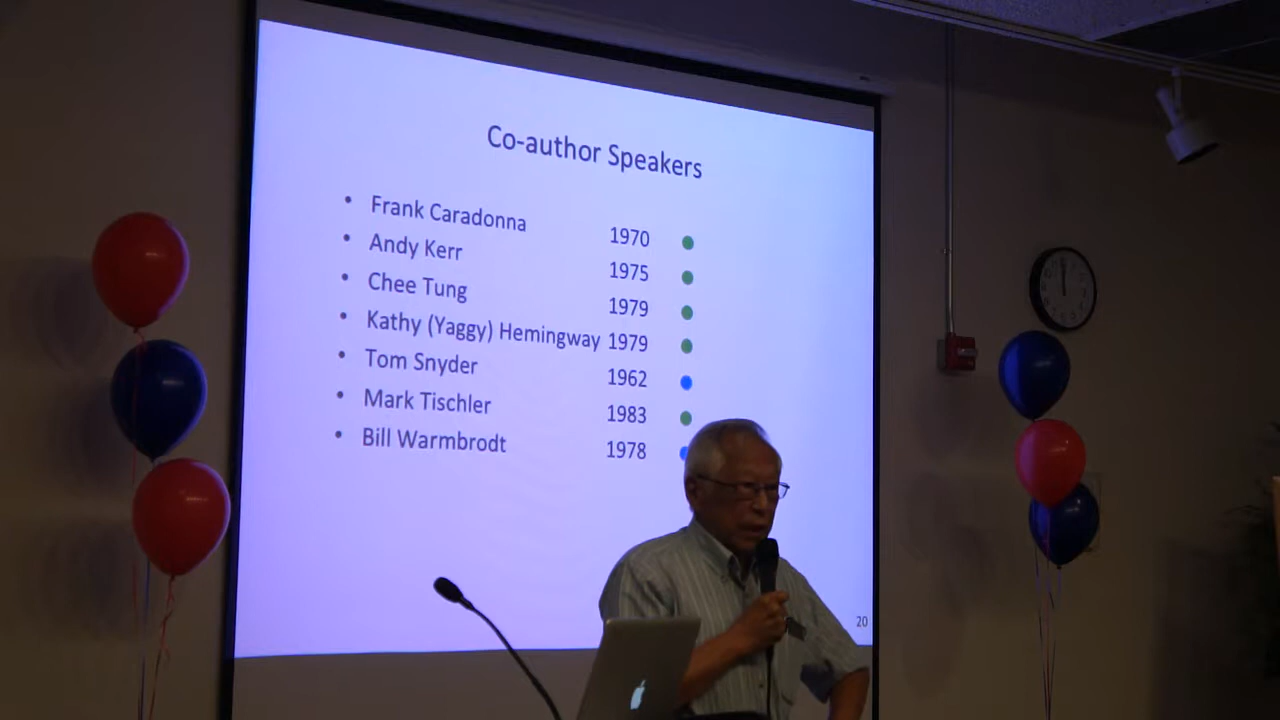 Co-author Speakers
• Frank Caradonna 1970
• Andy Kerr 1975
• Chee Tung 1979
• Kathy (Yaggy) Hemingway 1979
• Tom Snyder 1962
• Mark Tischler 1983
• Bill Warmbrodt 1978
20